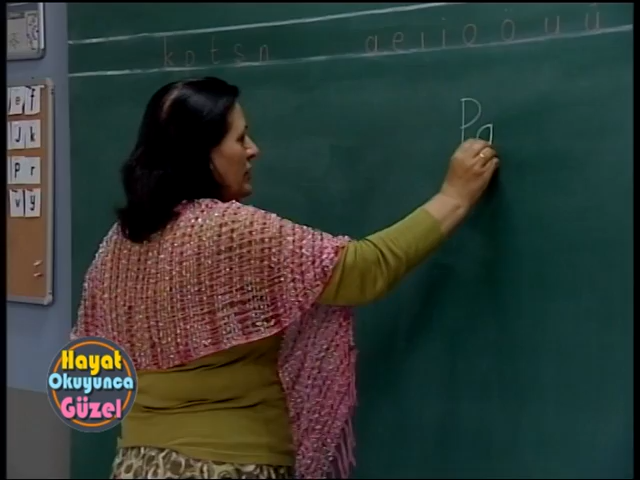 k o t s n    a e ı i o ö u ü
Pa
e f
j k
p r
v y
Hayat
Okuyunca
Güzel